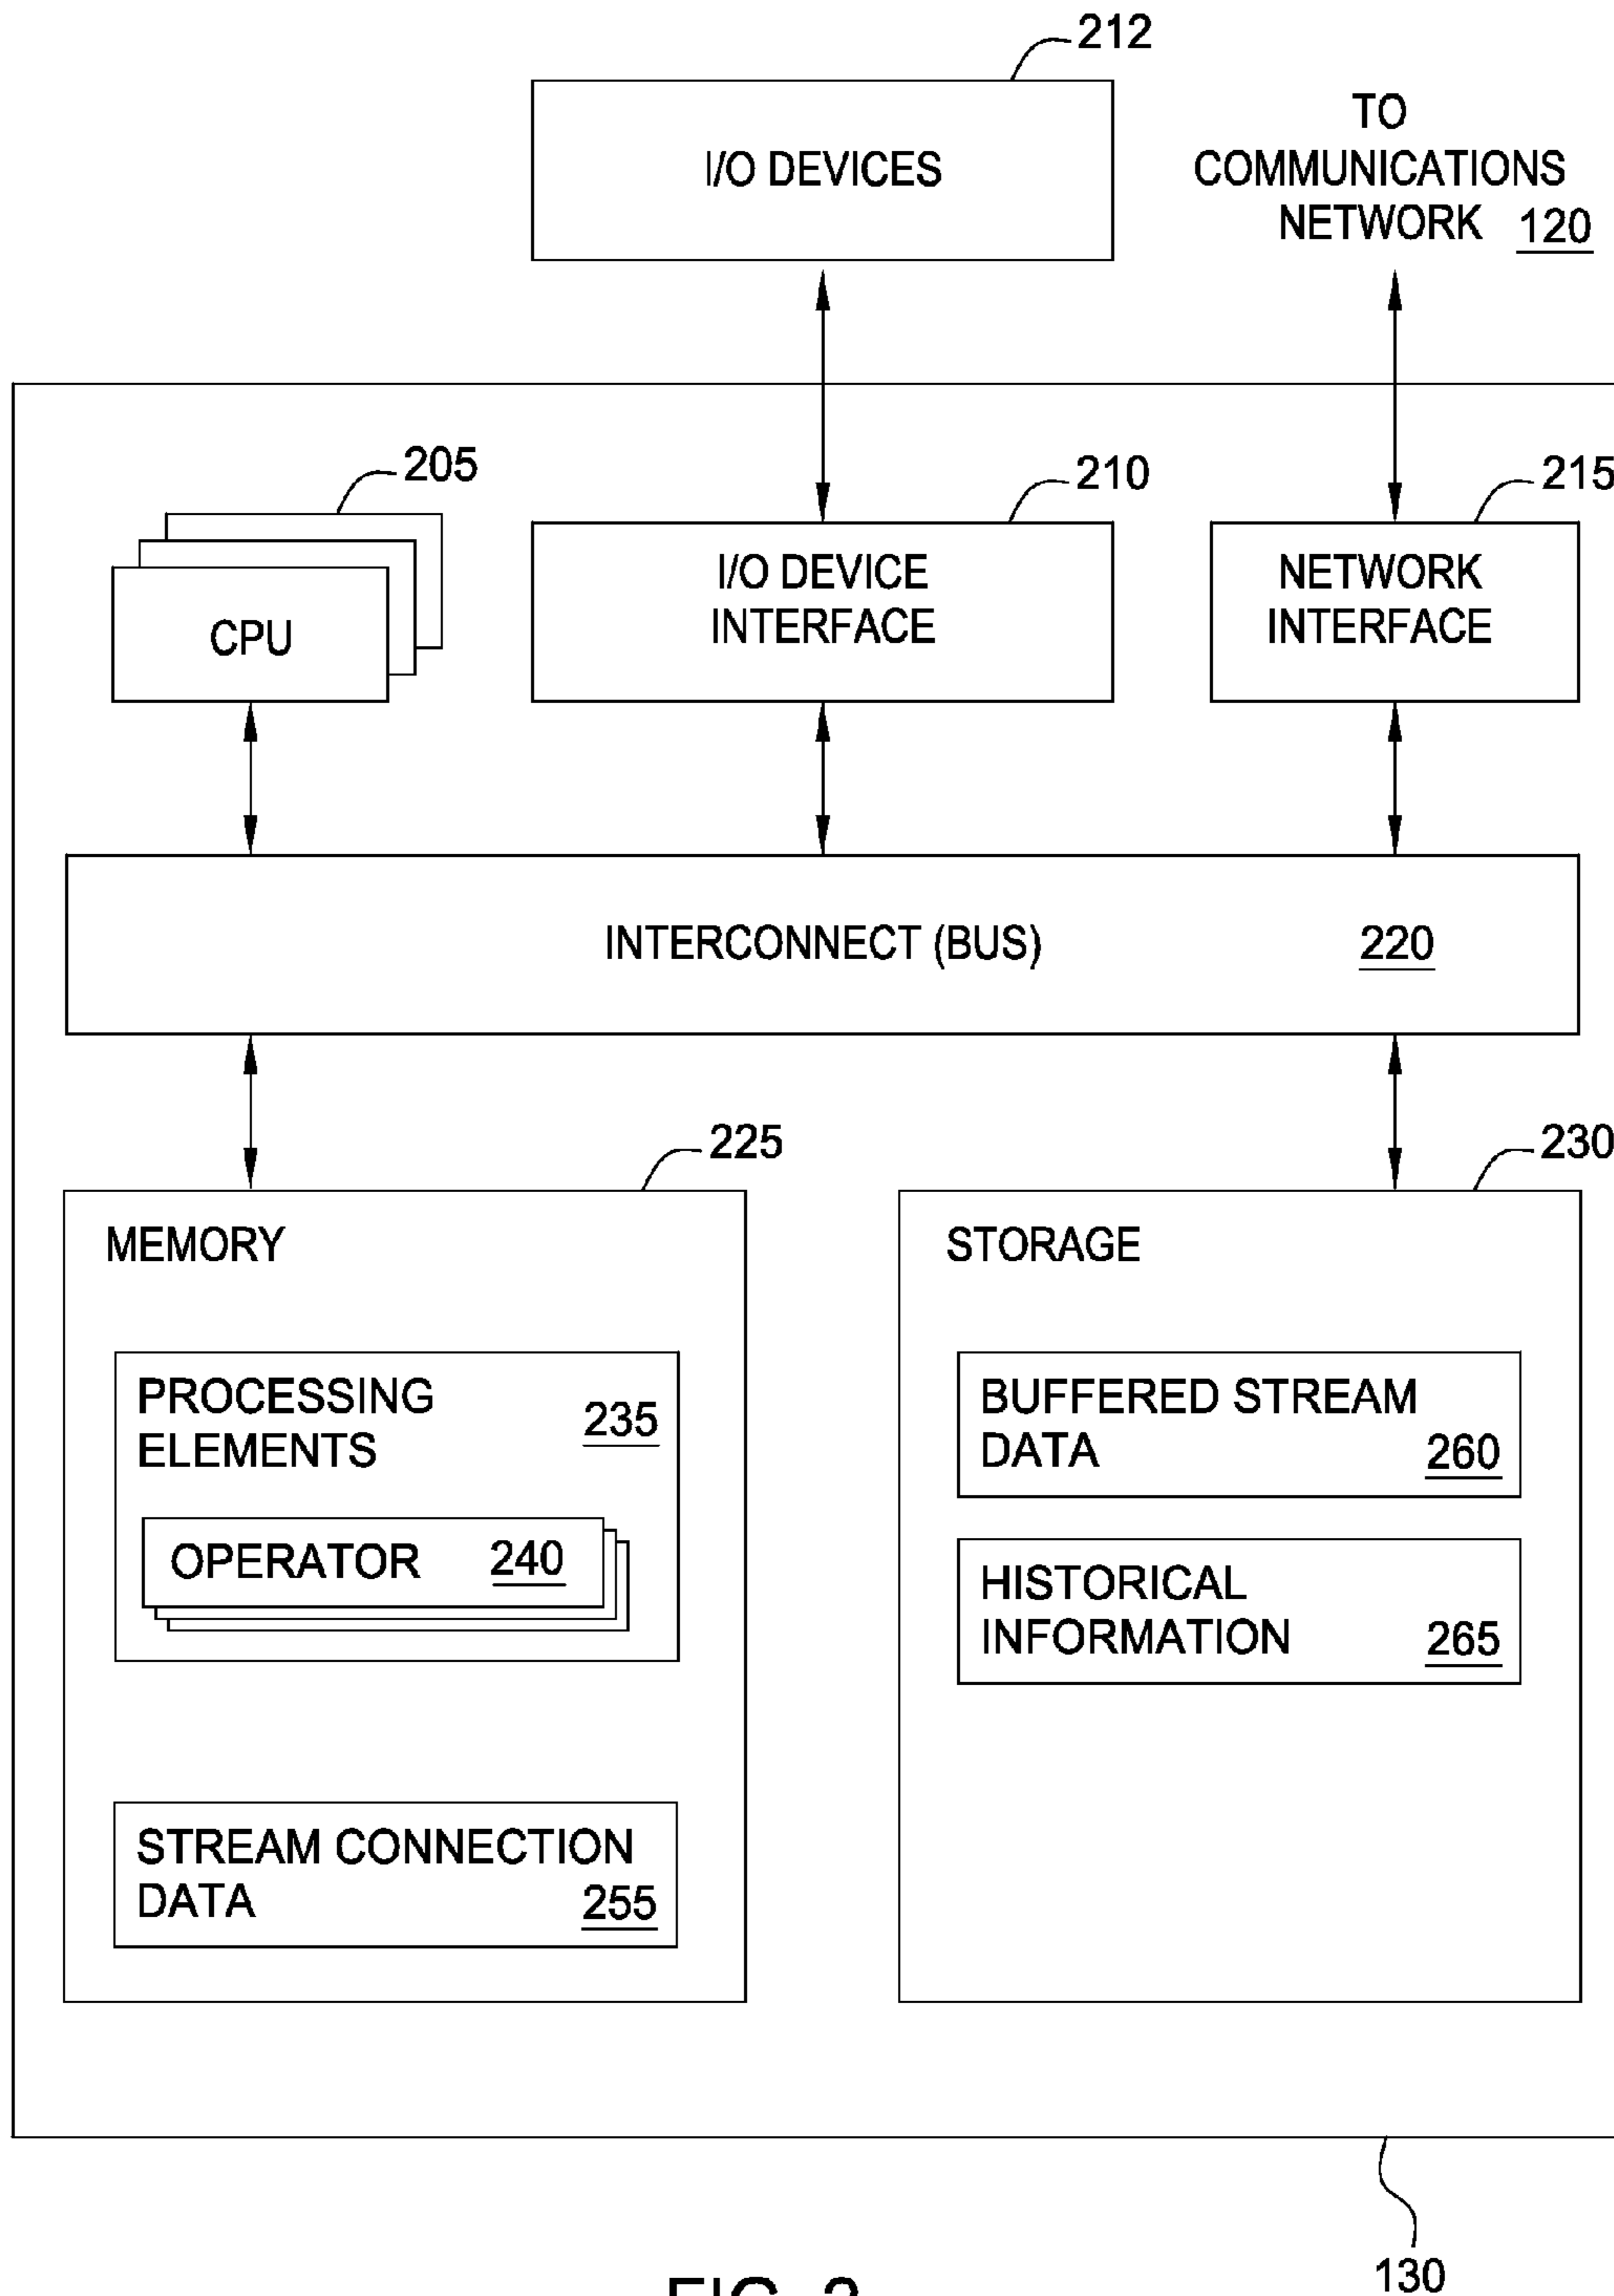 212
I/O DEVICES
TO
COMMUNICATIONS
NETWORK 120
205
210
215
CPU
I/O DEVICE
INTERFACE
NETWORK
INTERFACE
INTERCONNECT (BUS) 220
225
230
MEMORY
PROCESSING
ELEMENTS 235
OPERATOR 240
STREAM CONNECTION
DATA 255
STORAGE
BUFFERED STREAM
DATA 260
HISTORICAL
INFORMATION 265
130
FIG. 2